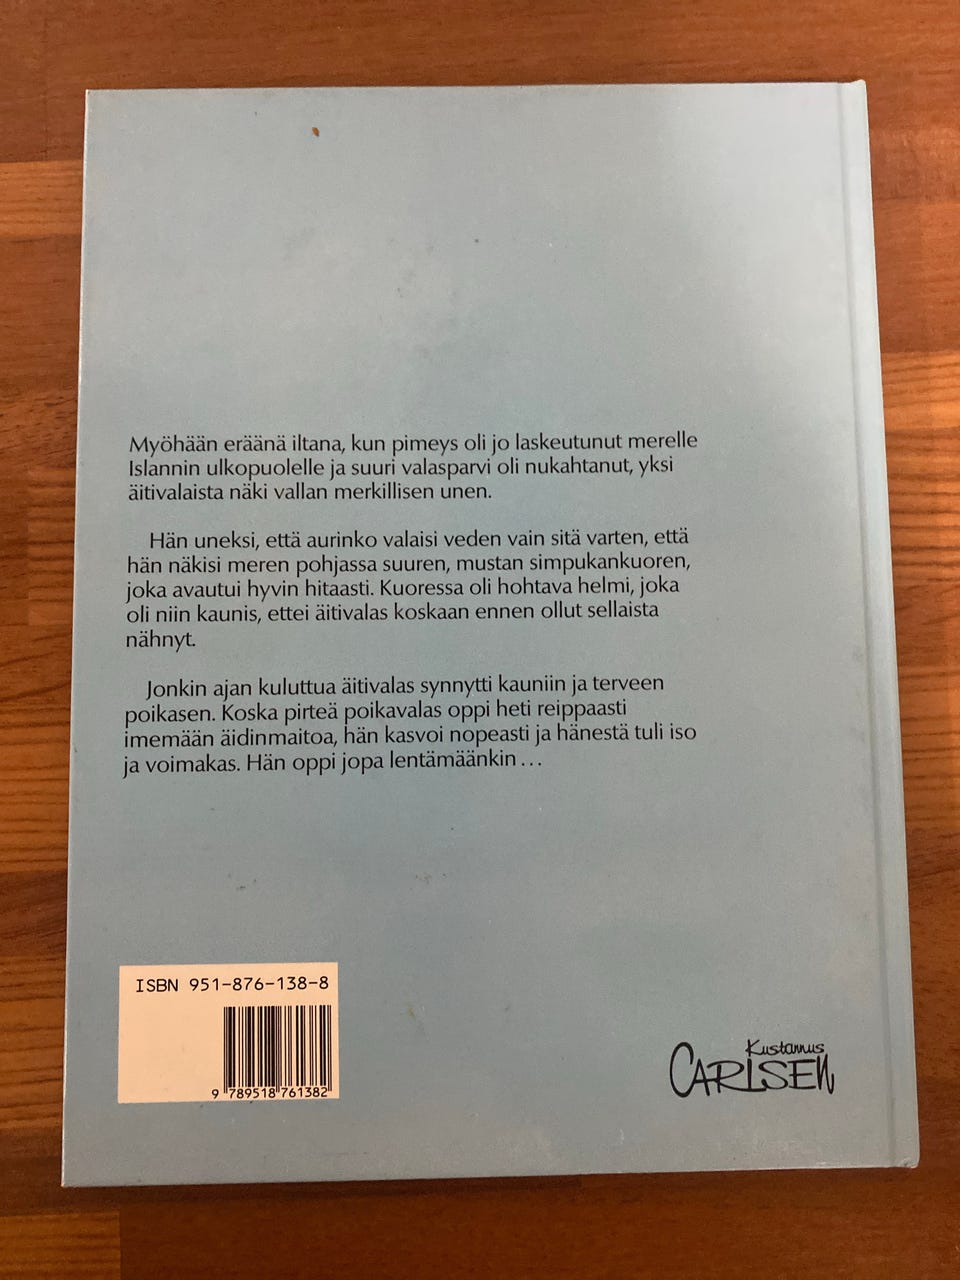 Myöhään eräänä iltana, kun pimeys oli jo laskeutunut merelle
Islannin ulkopuolelle ja suuri valasparvi oli nukahtanut, yksi
äitivalaista näki vallan merkillisen unen.
Hän uneksi, että aurinko valaisi veden vain sitä varten, että
hän näkisi meren pohjassa suuren, mustan simpukankuoren,
joka avautui hyvin hitaasti. Kuoressa oli hohtava helmi, joka
oli niin kaunis, ettei äitivalas koskaan ennen ollut sellaista
nähnyt.
Jonkin ajan kuluttua äitivalas synnytti kauniin ja terveen
poikasen. Koska pirteä poikavalas oppi heti reippaasti
imemään äidinmaitoa, hän kasvoi nopeasti ja hänestä tuli iso
ja voimakas. Hän oppi jopa lentämäänkin...
ISBN 951-876-138-8
9 789518 761382
Kustannus
CARLSEN